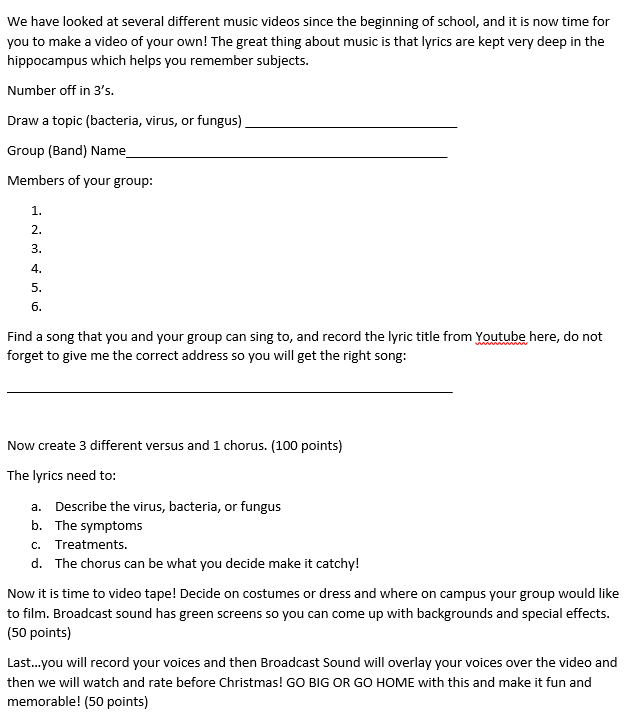 We have looked at several different music videos since the beginning of school, and it is now time for
you to make a video of your own! The great thing about music is that lyrics are kept very deep in the
hippocampus which helps you remember subjects.
Number off in 3’s.
Draw a topic (bacteria, virus, or fungus) ______________________________
Group (Band) Name______________________________________________
Members of your group:
1.
2.
3.
4.
5.
6.
Find a song that you and your group can sing to, and record the lyric title from Youtube here, do not
forget to give me the correct address so you will get the right song:
________________________________________________________________
Now create 3 different versus and 1 chorus. (100 points)
The lyrics need to:
a. Describe the virus, bacteria, or fungus
b. The symptoms
c. Treatments.
d. The chorus can be what you decide make it catchy!
Now it is time to video tape! Decide on costumes or dress and where on campus your group would like
to film. Broadcast sound has green screens so you can come up with backgrounds and special effects.
(50 points)
Last…you will record your voices and then Broadcast Sound will overlay your voices over the video and
then we will watch and rate before Christmas! GO BIG OR GO HOME with this and make it fun and
memorable! (50 points)